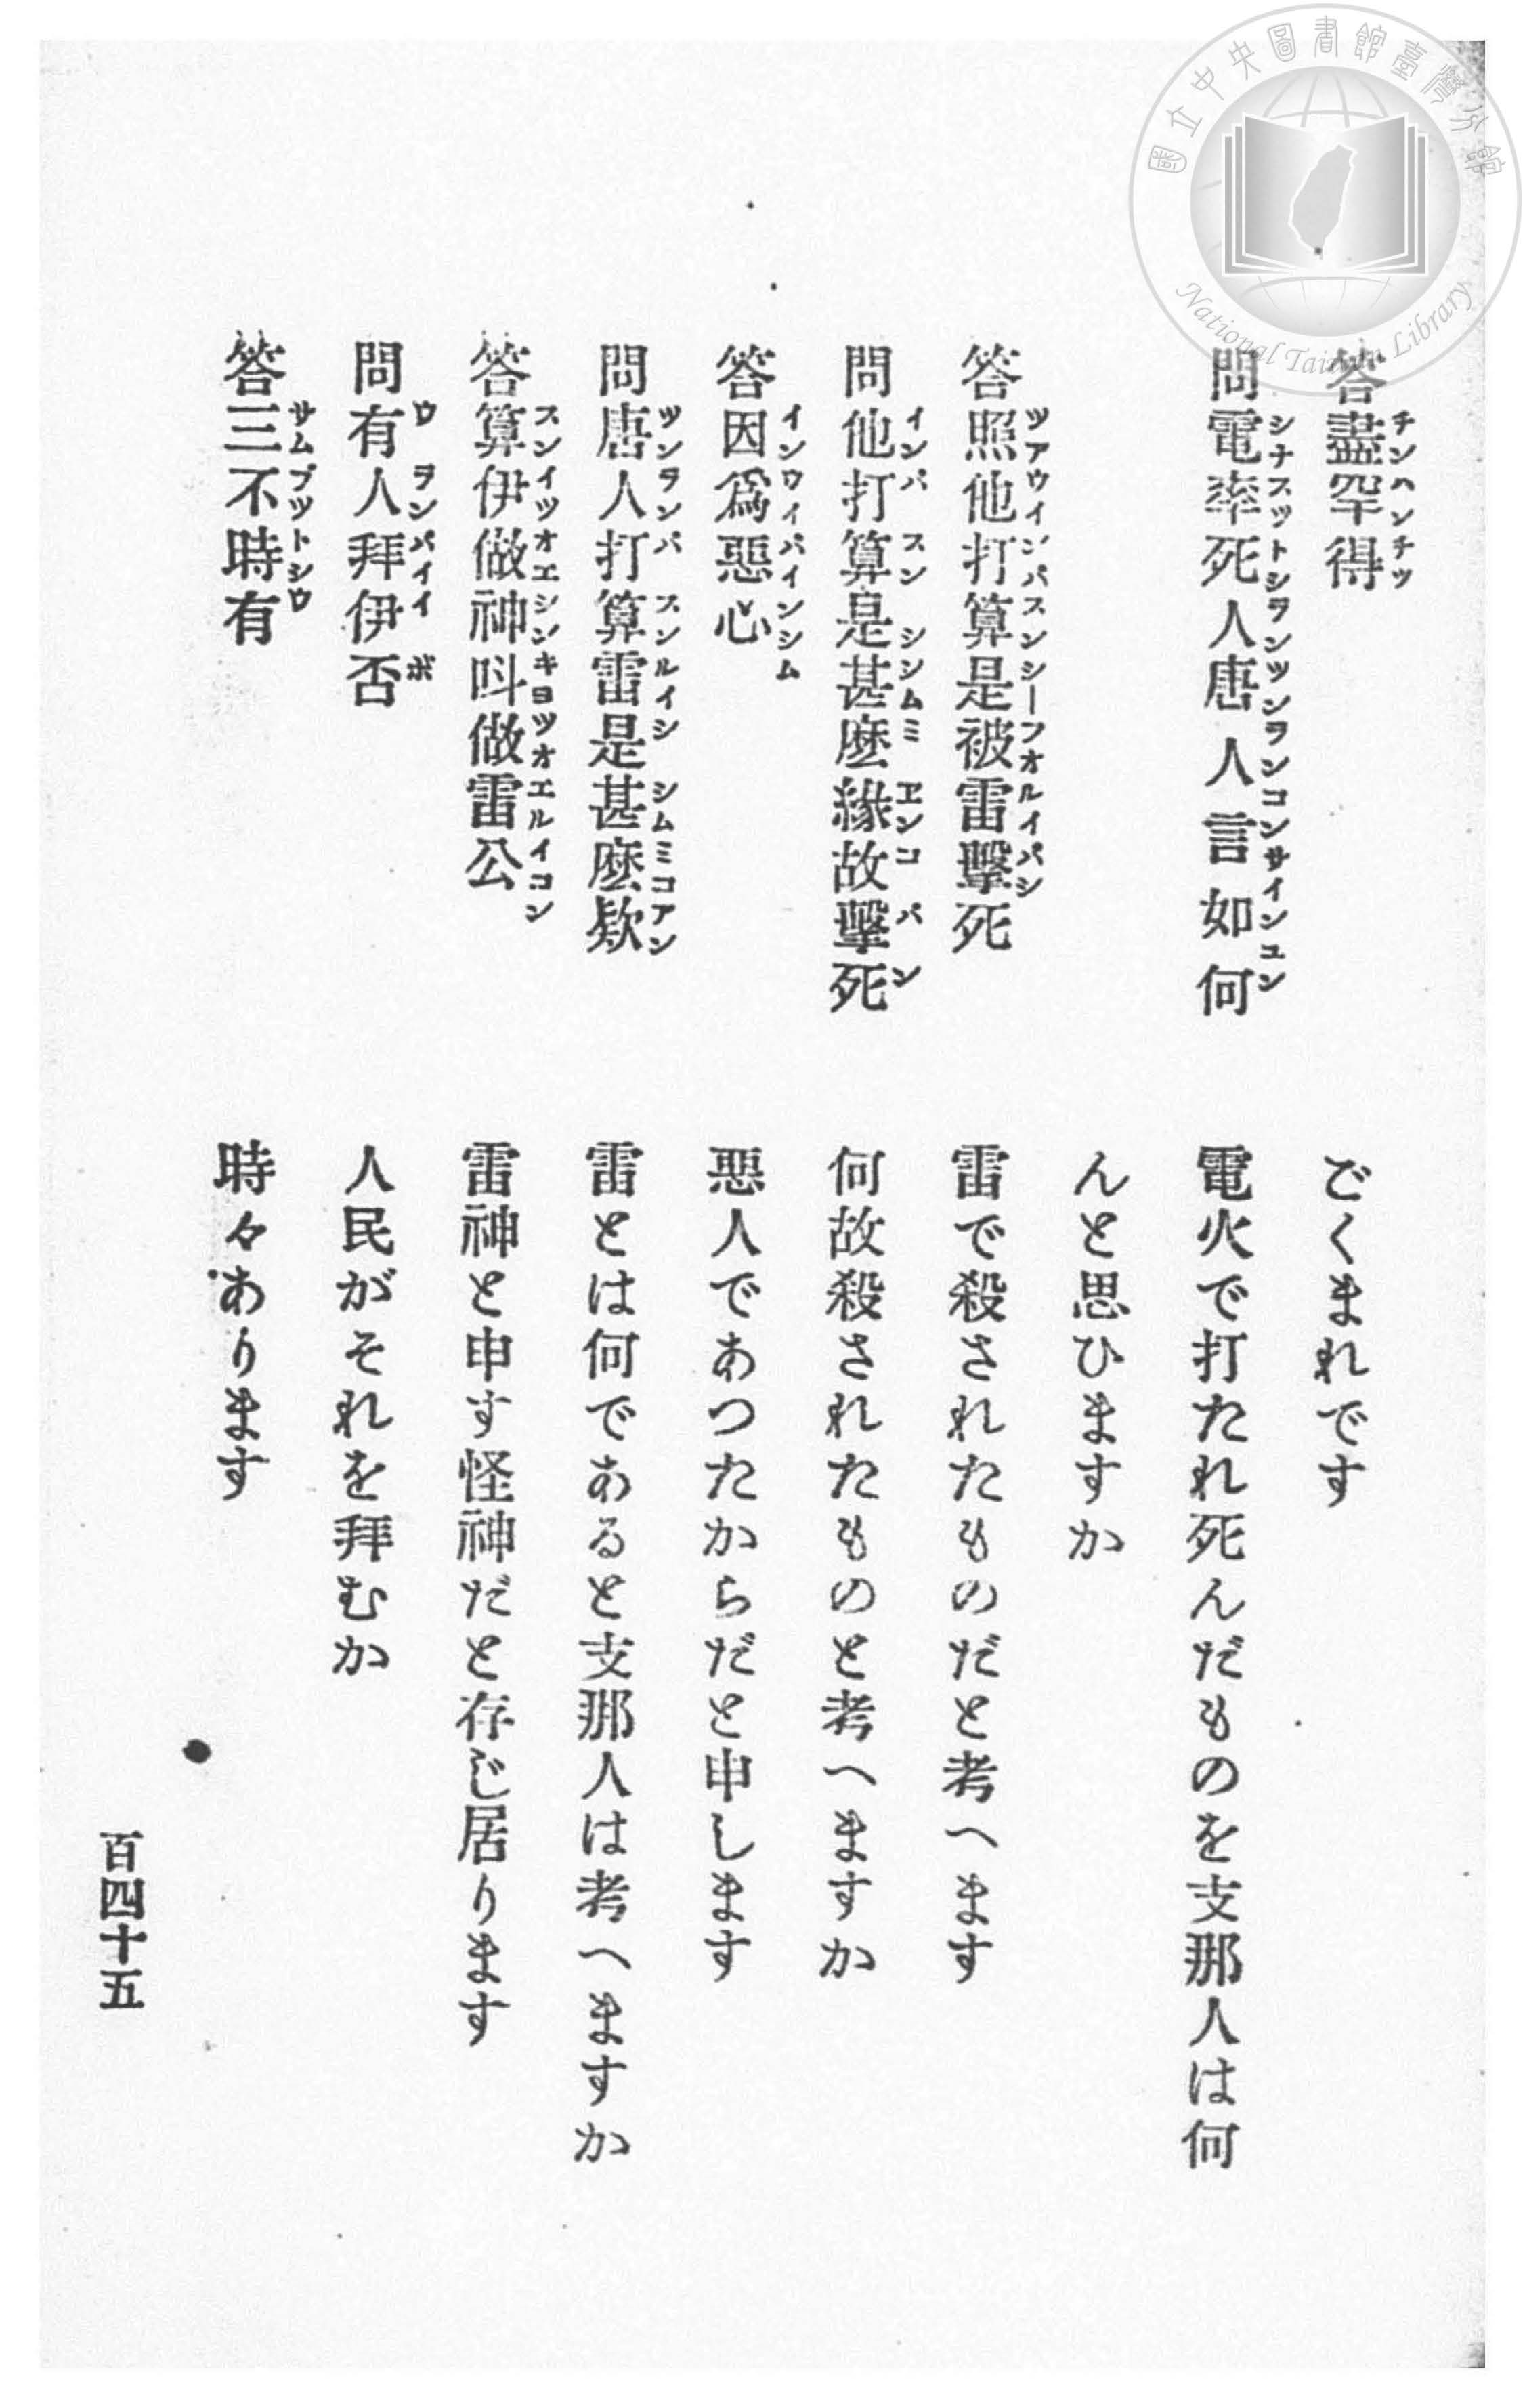 國立中央圖書館臺灣分館
National Taiwan Library
答盡罕得
チンハンチッ
ごくまれです
問電率死人唐人言如何
シナスットシヲンツンヲンコンサインユン
電火で打たれ死んだものを支那人は何
んと思ひますか
答照他打算是被雷擊死
ツアウインパスンシーフオルイパシ
雷で殺されたものだと考へます
問他打算是甚麽緣故擊死
インパスンシシムミエンコパン
何故殺されたものと考へますか
答因爲惡心
インワイパインシム
惡人であつたからだと申します
問唐人打算雷是甚麽欵
ツンランパスンルイシシムミコアン
雷とは何であると支那人は考へますか
答算伊做神呌做雷公
スンイツオエシンキヨツオエルイコン
雷神と申す怪神だと存じ居ります
問有人拜伊否
ウヲンパイイボ
人民がそれを拜むか
答三不時有
サムプットシウ
時々あります
百四十五